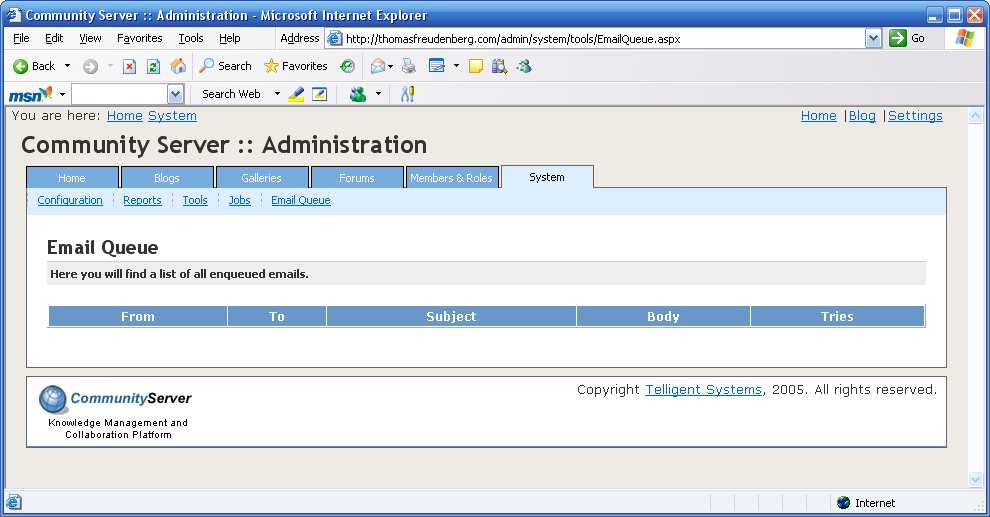 Community Server :: Administration - Microsoft Internet Explorer
File Edit View Favorites Tools Help Address http://thomasfreudenberg.com/admin/system/tools/EmailQueue.aspx Go
Back Search Favorites
msn Search Web
You are here: Home System Home |Blog |Settings
Community Server :: Administration
Home Blogs Galleries Forums Members & Roles System
Configuration Reports Tools Jobs Email Queue
Email Queue
Here you will find a list of all enqueued emails.
From To Subject Body Tries
Copyright Telligent Systems, 2005. All rights reserved.
CommunityServer
Knowledge Management and
Collaboration Platform
Internet